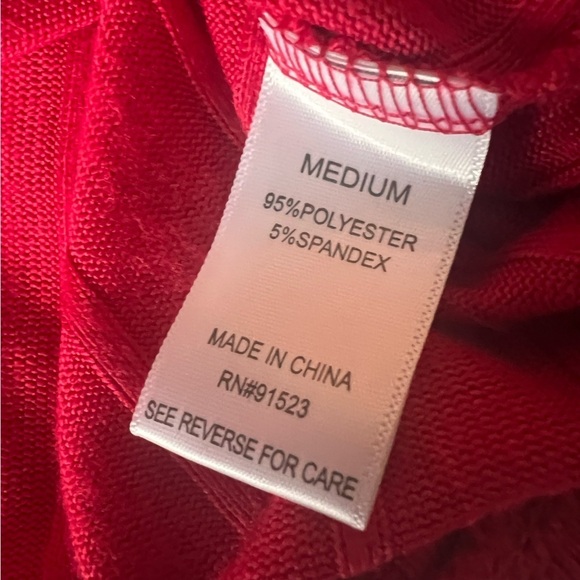 MEDIUM
95%POLYESTER
5%SPANDEX
MADE IN CHINA
RN#91523
SEE REVERSE FOR CARE